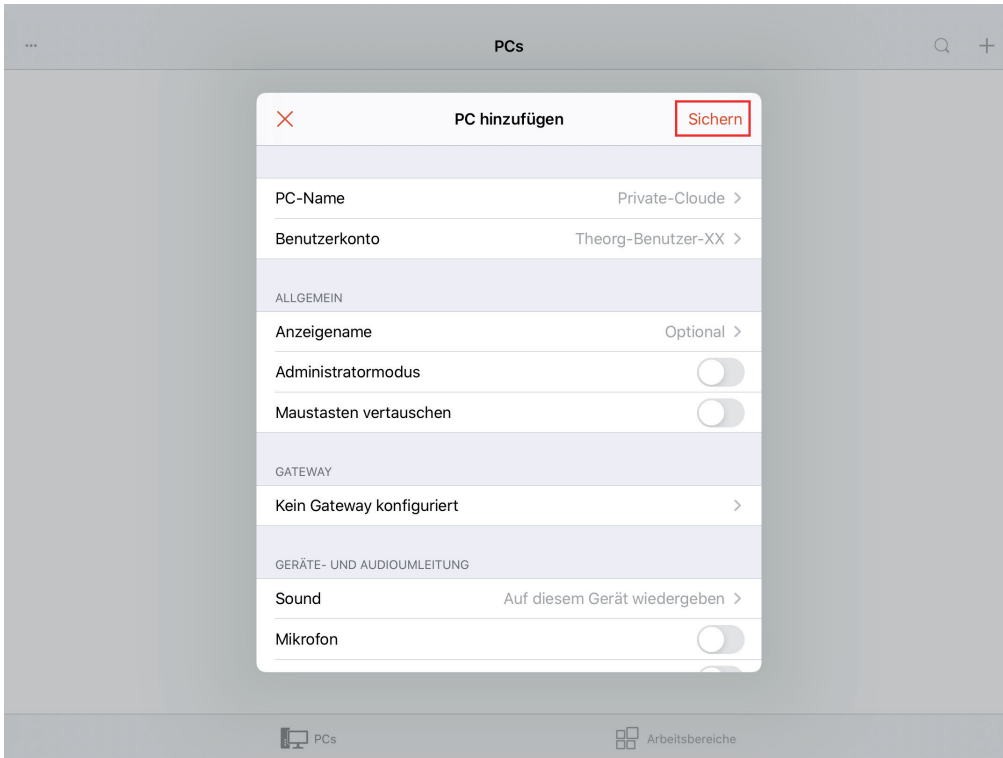 PCs
PC hinzufügen
Sichern
PC-Name
Private-Cloude
Benutzerkonto
Theorg-Benutzer-XX
ALLGEMEIN
Anzeigename
Optional
Administratormodus
Maustasten vertauschen
GATEWAY
Kein Gateway konfiguriert
GERÄTE- UND AUDIOUMLEITUNG
Sound
Auf diesem Gerät wiedergeben
Mikrofon
PCs
Arbeitsbereiche